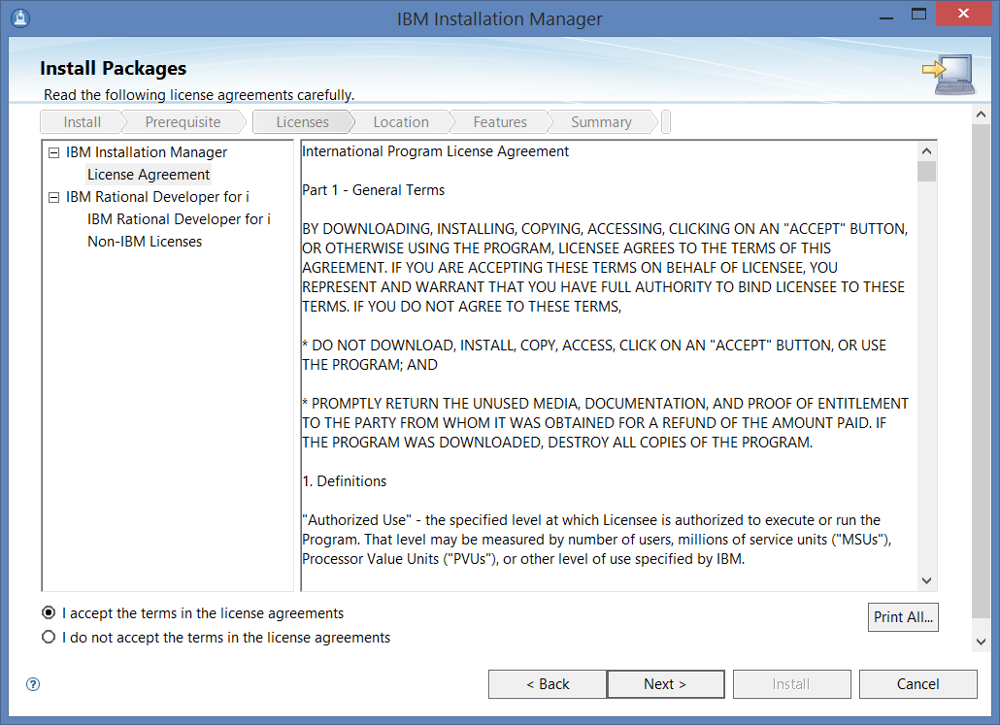 IBM Installation Manager
Install Packages
Read the following license agreements carefully.
Install Prerequisite Licenses Location Features Summary
IBM Installation Manager
License Agreement
IBM Rational Developer for i
IBM Rational Developer for i
Non-IBM Licenses
International Program License Agreement
Part 1 - General Terms
BY DOWNLOADING, INSTALLING, COPYING, ACCESSING, CLICKING ON AN "ACCEPT" BUTTON,
OR OTHERWISE USING THE PROGRAM, LICENSEE AGREES TO THE TERMS OF THIS
AGREEMENT. IF YOU ARE ACCEPTING THESE TERMS ON BEHALF OF LICENSEE, YOU
REPRESENT AND WARRANT THAT YOU HAVE FULL AUTHORITY TO BIND LICENSEE TO THESE
TERMS. IF YOU DO NOT AGREE TO THESE TERMS,
* DO NOT DOWNLOAD, INSTALL, COPY, ACCESS, CLICK ON AN "ACCEPT" BUTTON, OR USE
THE PROGRAM; AND
* PROMPTLY RETURN THE UNUSED MEDIA, DOCUMENTATION, AND PROOF OF ENTITLEMENT
TO THE PARTY FROM WHOM IT WAS OBTAINED FOR A REFUND OF THE AMOUNT PAID. IF
THE PROGRAM WAS DOWNLOADED, DESTROY ALL COPIES OF THE PROGRAM.
1. Definitions
"Authorized Use" - the specified level at which Licensee is authorized to execute or run the
Program. That level may be measured by number of users, millions of service units ("MSUs"),
Processor Value Units ("PVUs"), or other level of use specified by IBM.
I accept the terms in the license agreements
I do not accept the terms in the license agreements
Print All...
< Back
Next >
Install
Cancel